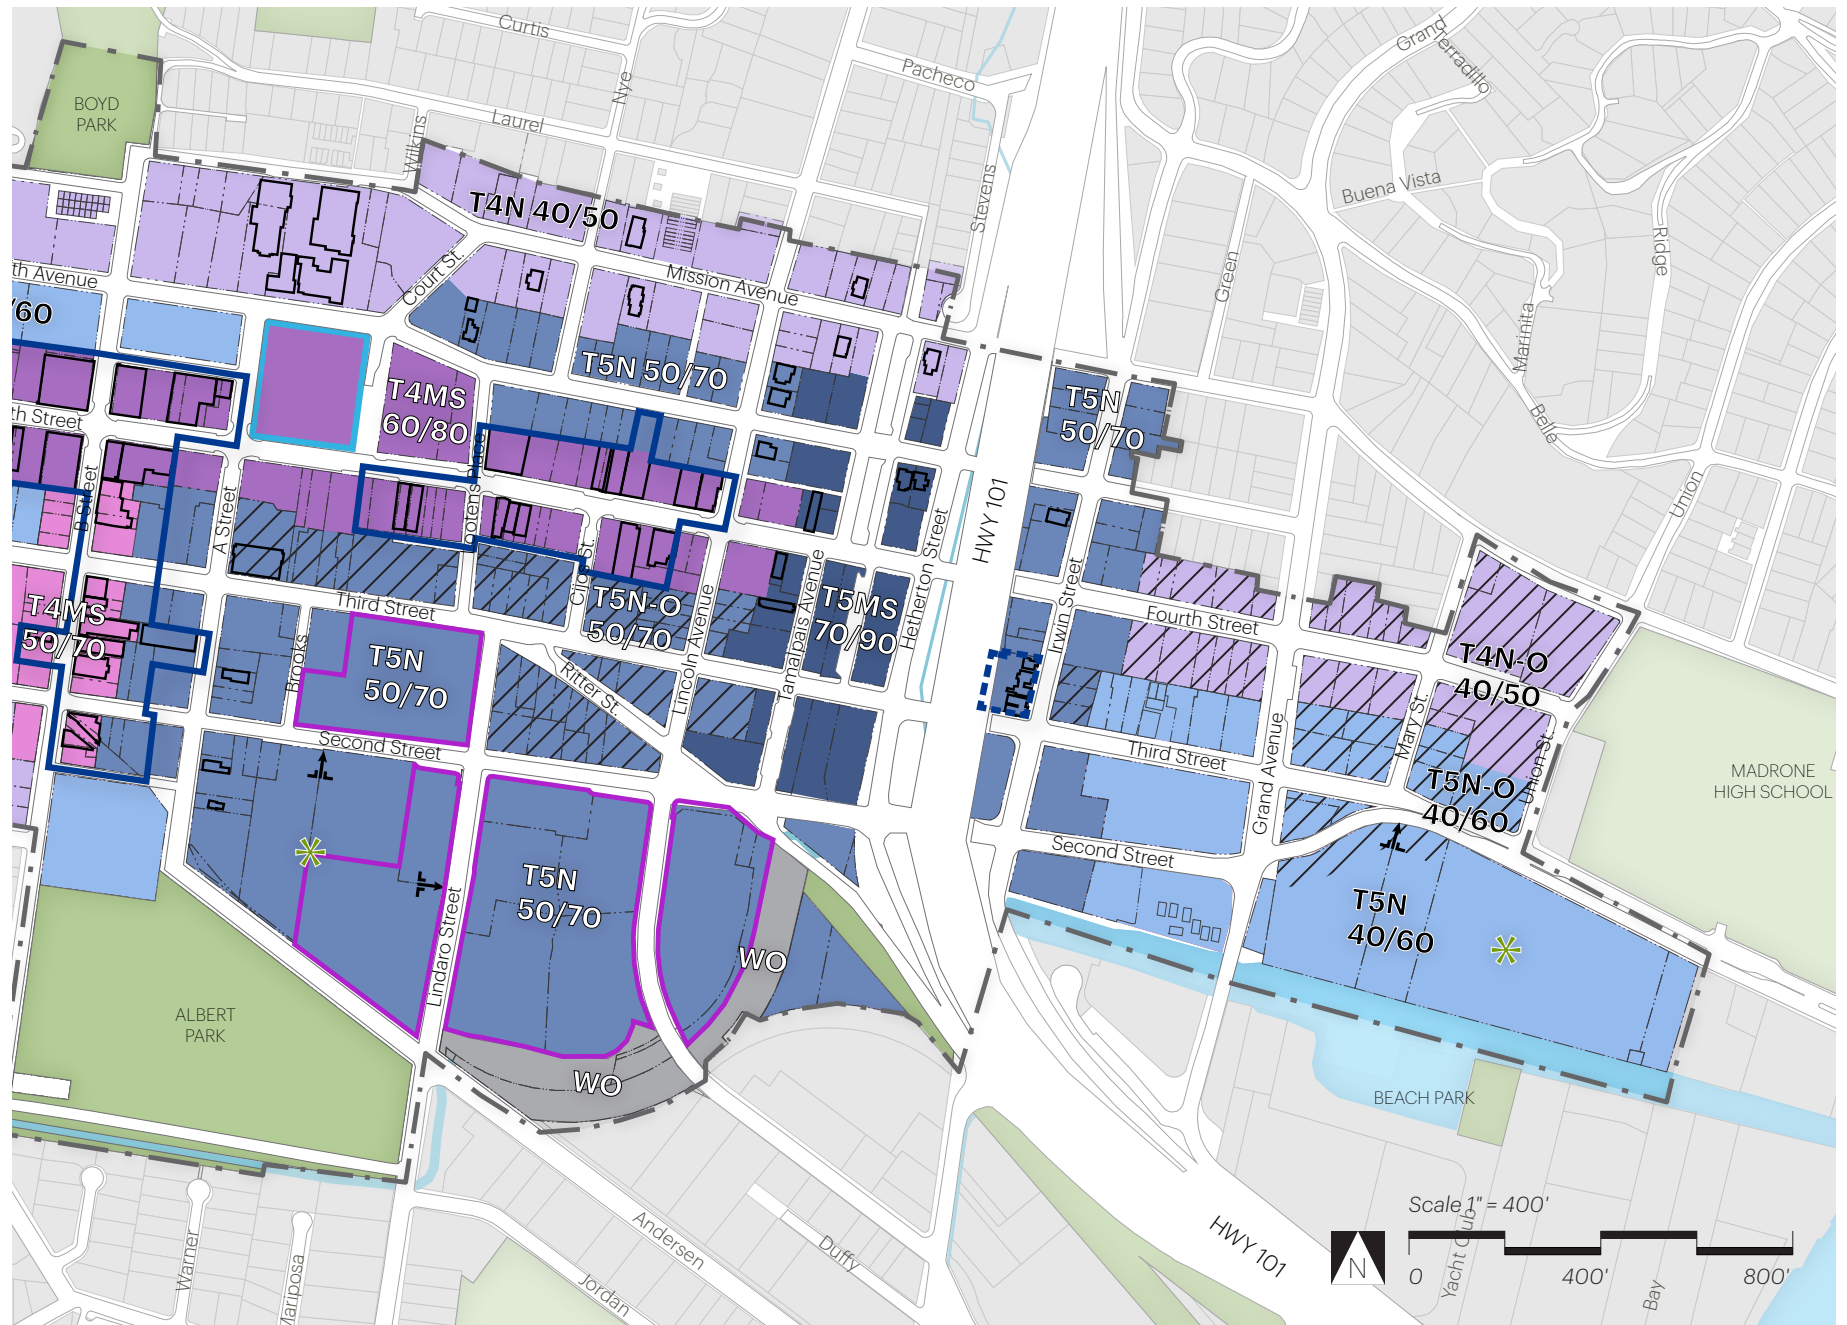 Curtis
Grand
Terradillo
Pacheco
Nye
BOYD
PARK
Laurel
Wilkins
Buena Vista
Stevens
T4N 40/50
Ridge
Green
Court St.
Mission Avenue
th Avenue
/60
Marinita
T5N 50/70
T4MS
60/80
T5N
50/70
th Street
Belle
Union
B Street
A Street
HWY 101
Hetherton Street
Irwin Street
Tamalpais Avenue
Lincoln Avenue
Third Street
T5N-O
50/70
T5MS
70/90
Fourth Street
T4MS
50/70
Brooks
T5N
50/70
Ritter St.
T4N-O
40/50
Mary St.
Union St.
Grand Avenue
Second Street
Third Street
T5N-O
40/60
MADRONE
HIGH SCHOOL
Second Street
T5N
50/70
T5N
40/60
Lindaro Street
WO
ALBERT
PARK
WO
BEACH PARK
Scale 1" = 400'
0 400' 800'
N
Yacht Club
Bay
HWY 101
Andersen
Duffy
Jordan
Warner
Mariposa